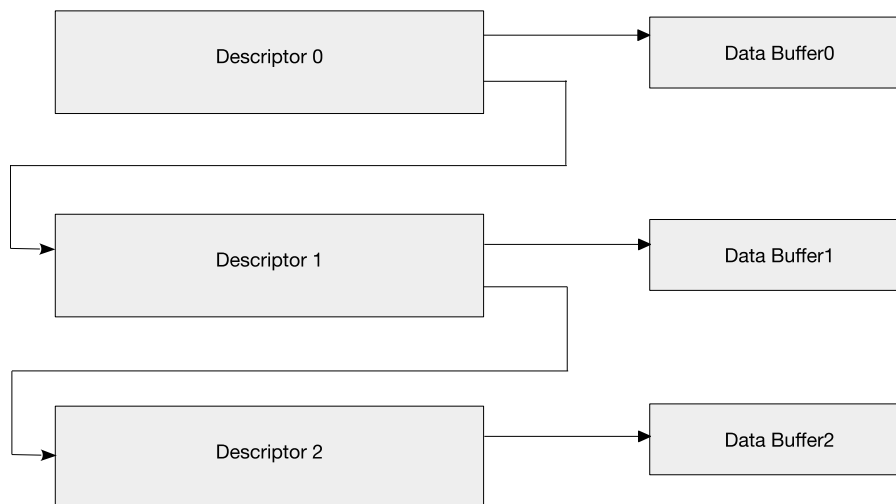 Descriptor 0
Data Buffer0
Descriptor 1
Data Buffer1
Descriptor 2
Data Buffer2